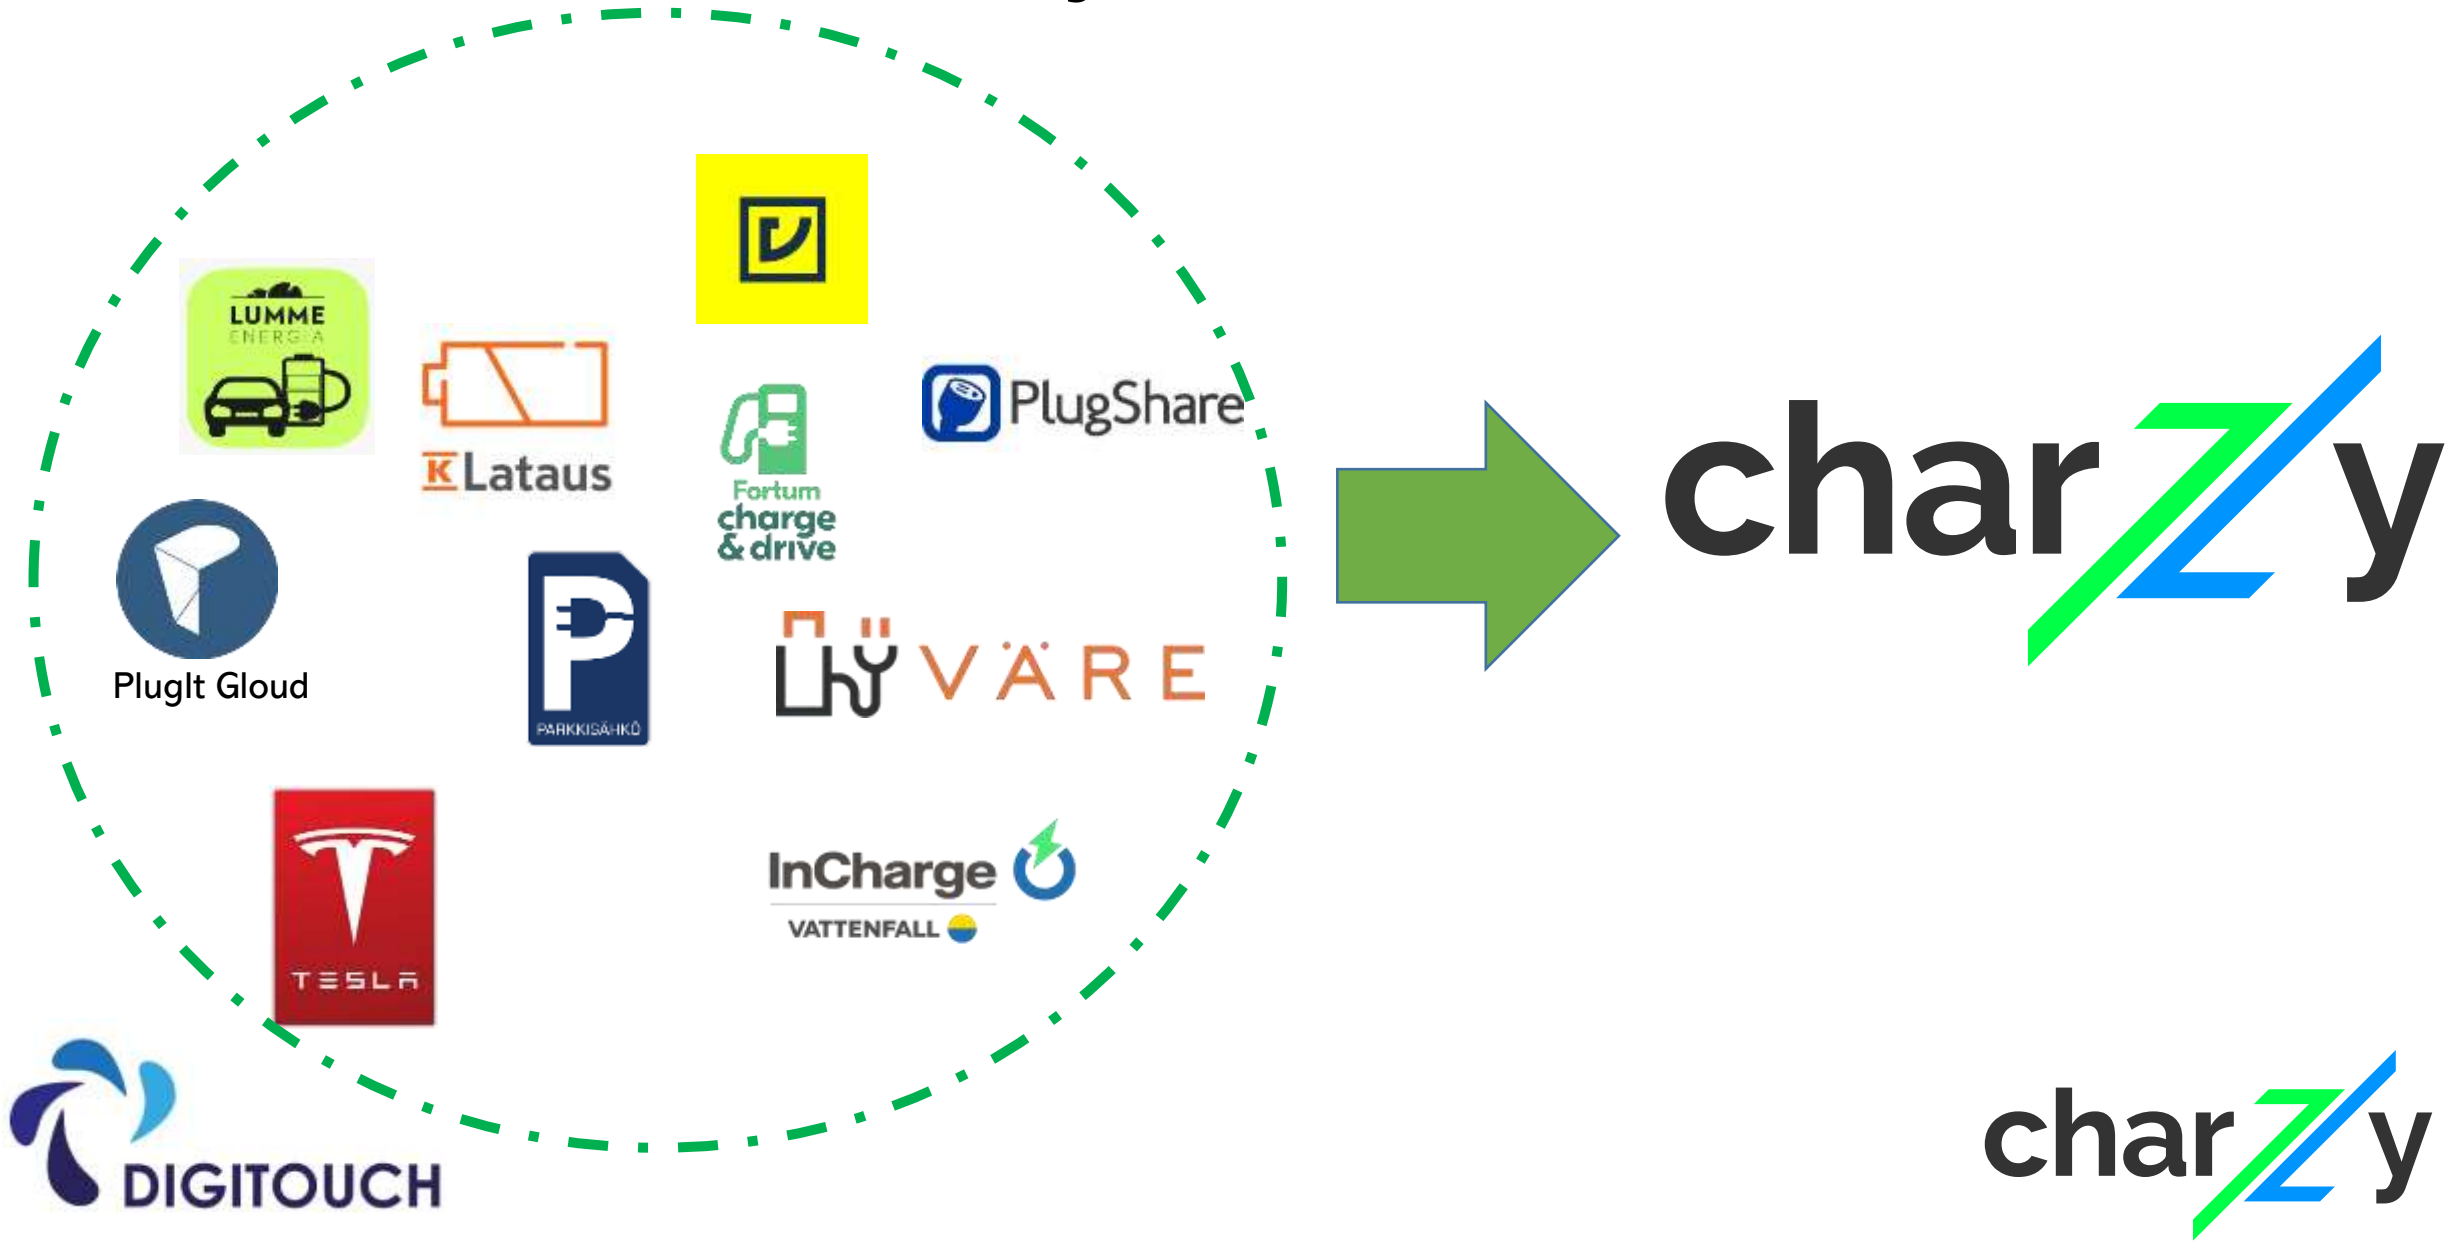 LUMME
ENERGIA
K Lataus
Fortum
charge
& drive
PlugShare
charzy
PlugIt Gloud
P
PARKKISÄHKÖ
VÄRE
TESLA
InCharge
VATTENFALL
DIGITOUCH
charzy